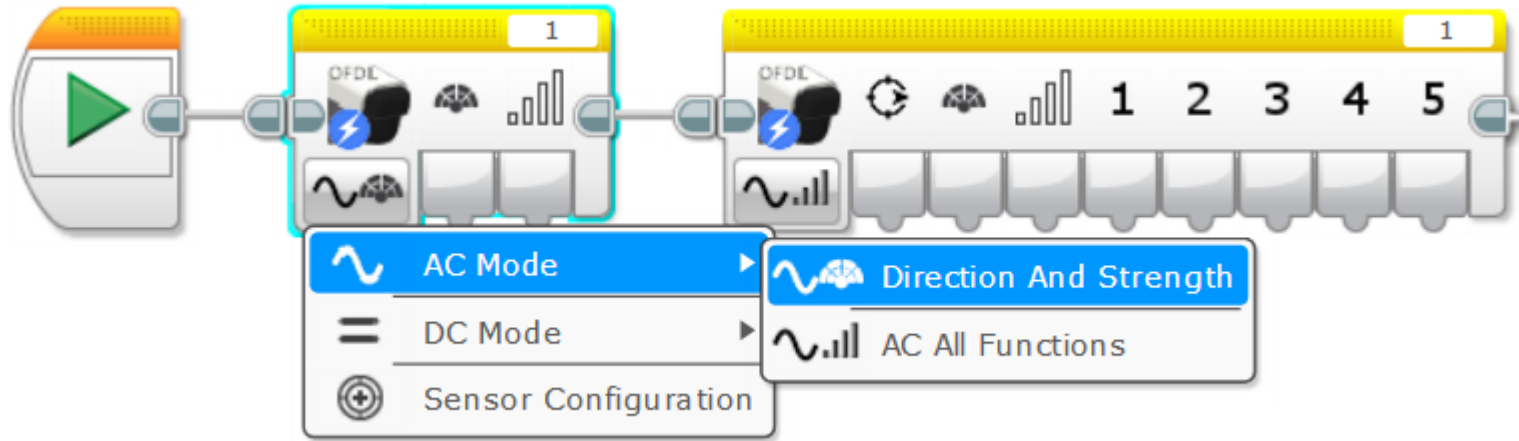 1
1
OFDL
OFDL
1 2 3 4 5
AC Mode
Direction And Strength
DC Mode
AC All Functions
Sensor Configuration